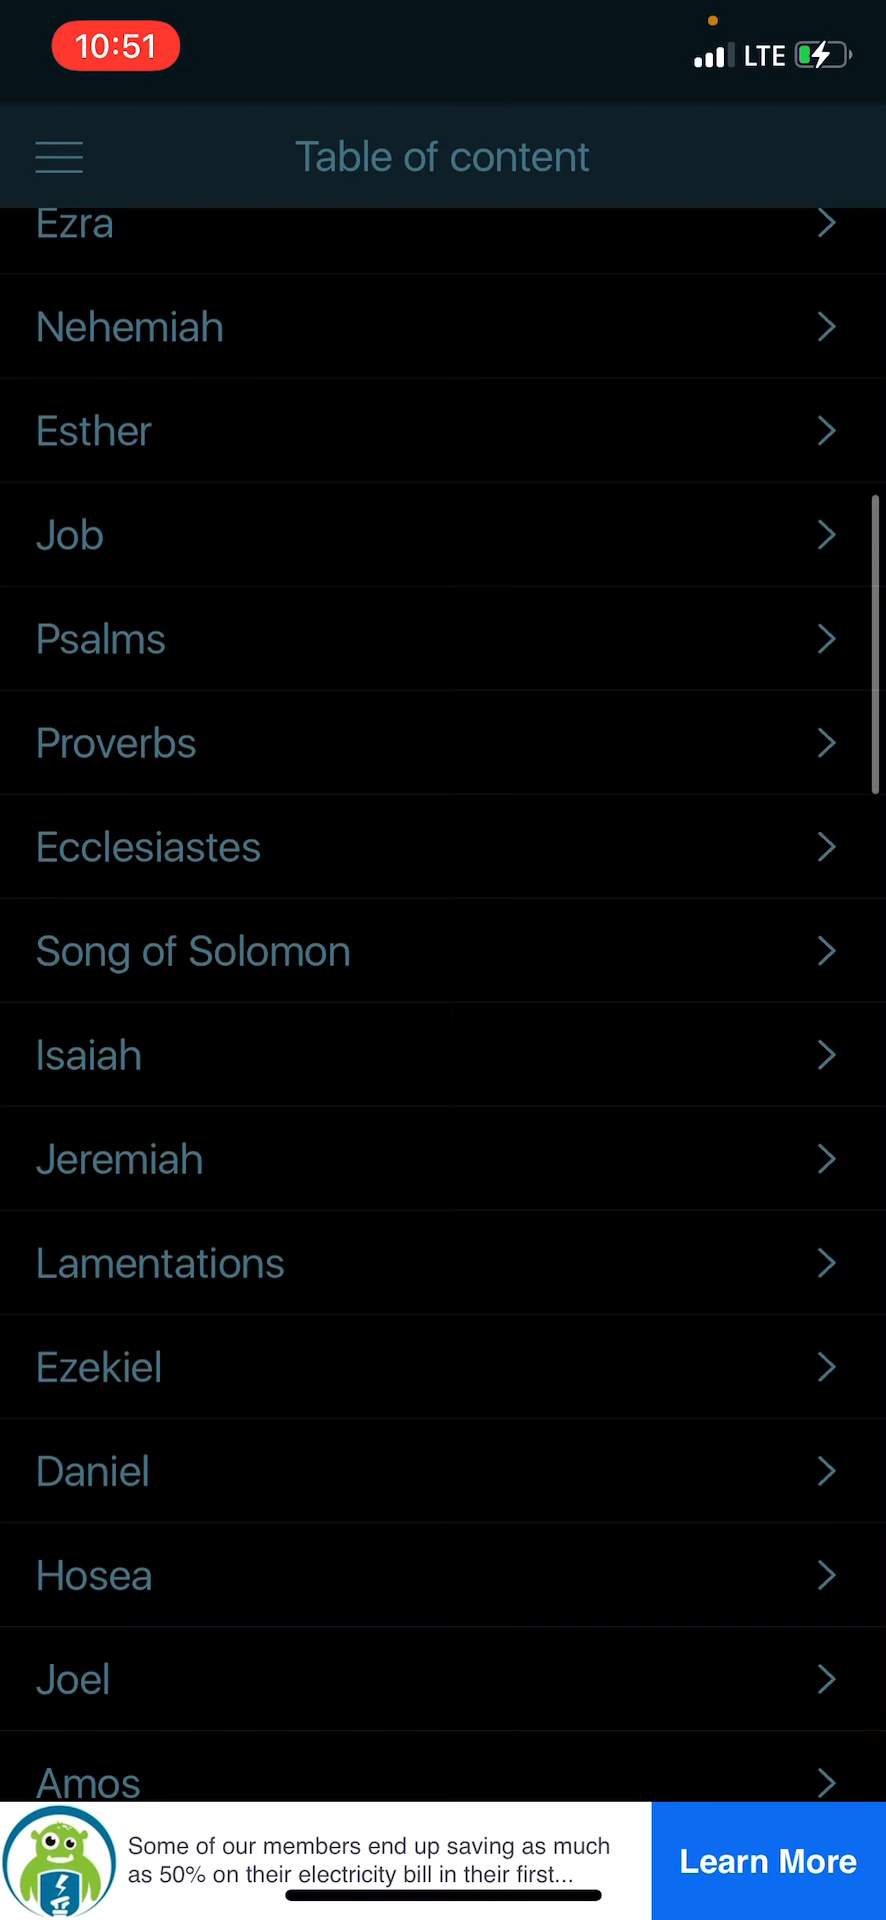 10:51
LTE
Table of content
Ezra
Nehemiah
Esther
Job
Psalms
Proverbs
Ecclesiastes
Song of Solomon
Isaiah
Jeremiah
Lamentations
Ezekiel
Daniel
Hosea
Joel
Amos
Some of our members end up saving as much
as 50% on their electricity bill in their first...
Learn More